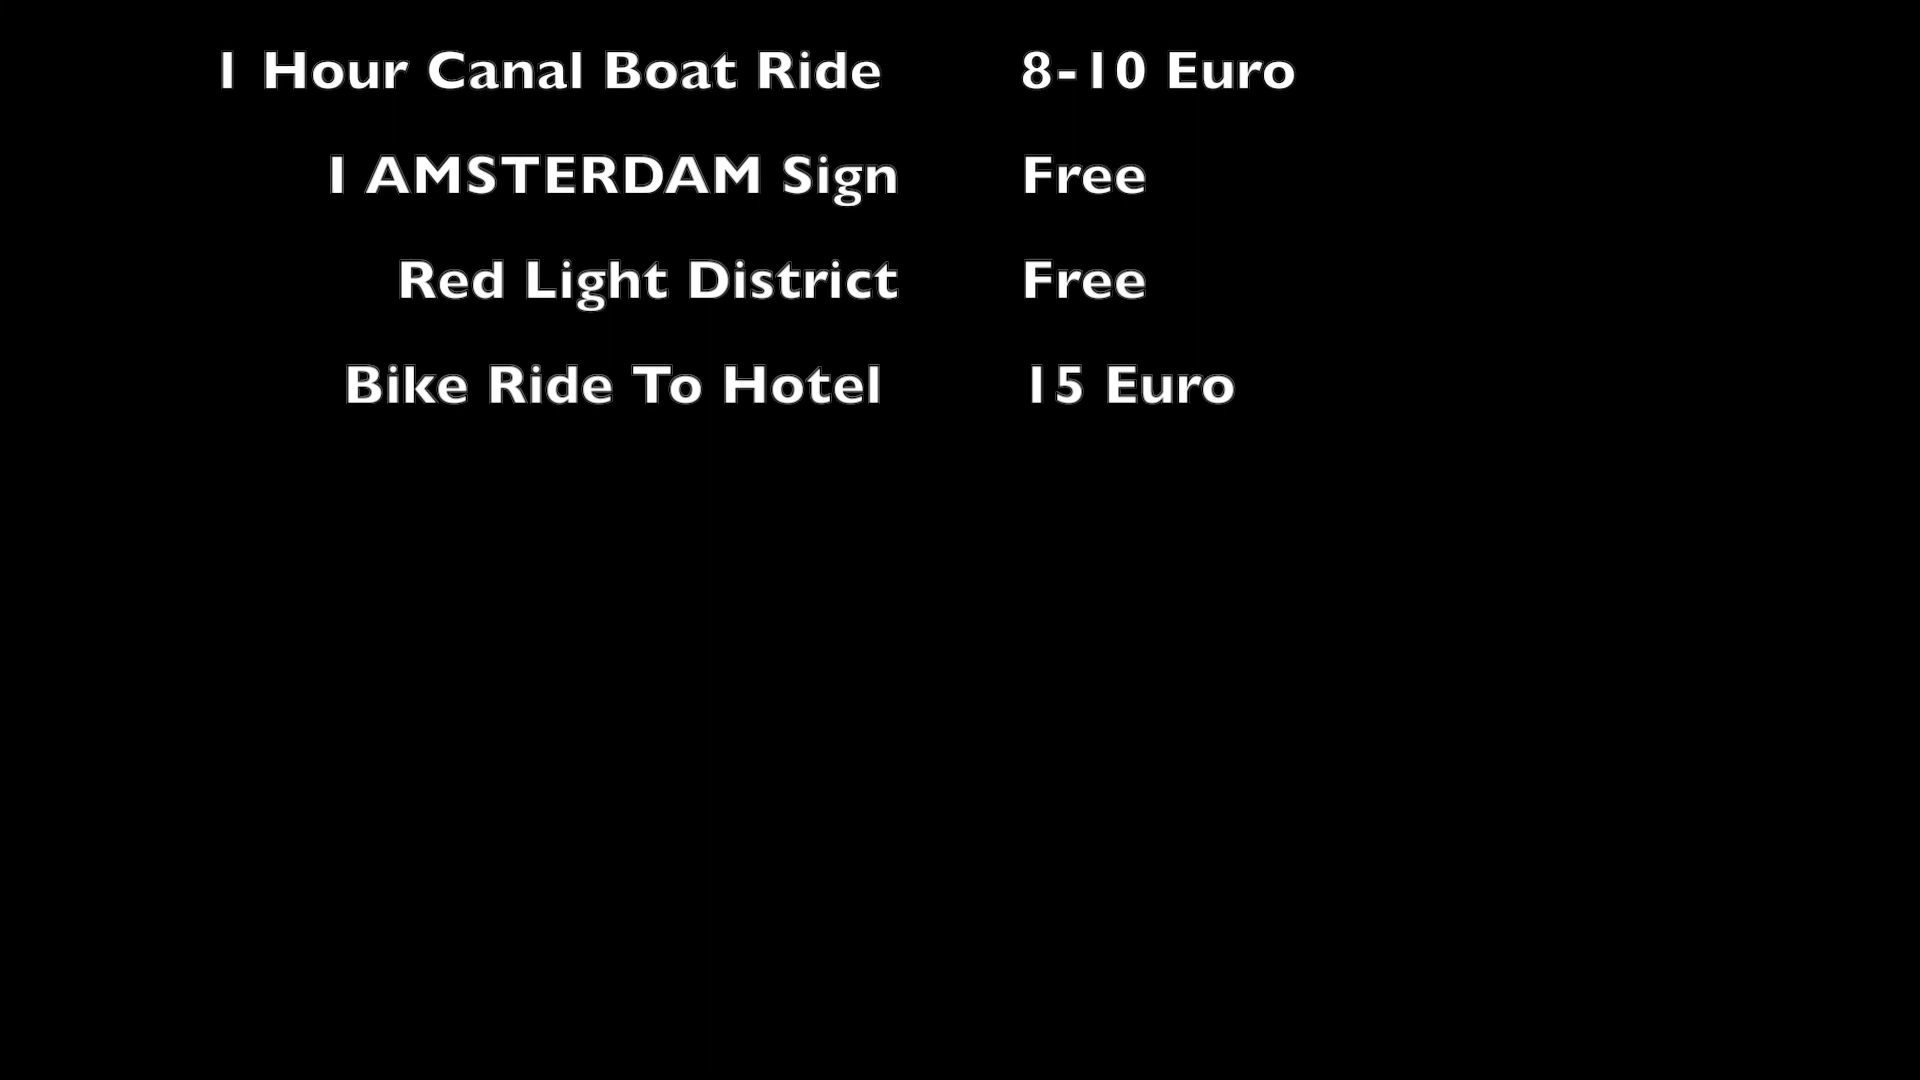 1 Hour Canal Boat Ride 8-10 Euro
I AMSTERDAM Sign Free
Red Light District Free
Bike Ride To Hotel 15 Euro